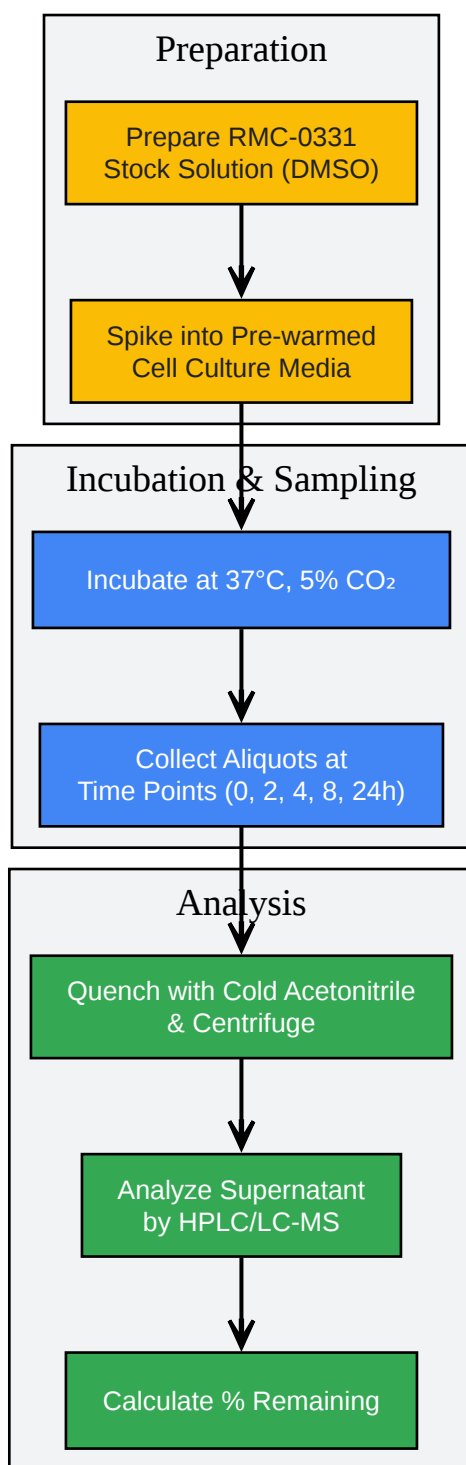 Preparation
Prepare RMC-0331
Stock Solution (DMSO)
Spike into Pre-warmed
Cell Culture Media
Incubation & Sampling
Incubate at 37°C, 5% CO₂
Collect Aliquots at
Time Points (0, 2, 4, 8, 24h)
Analysis
Quench with Cold Acetonitrile
& Centrifuge
Analyze Supernatant
by HPLC/LC-MS
Calculate % Remaining